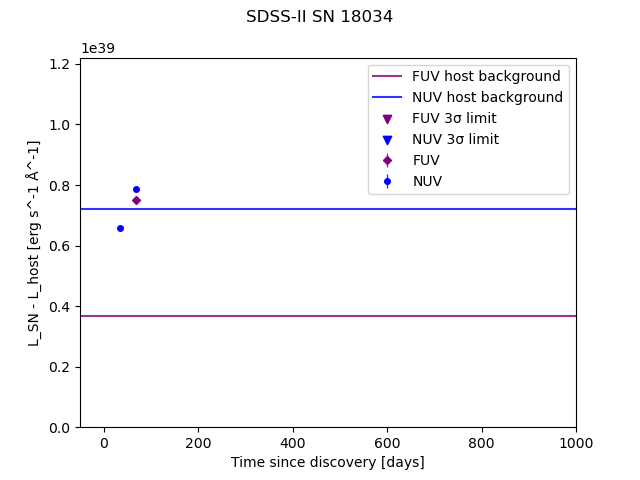 SDSS-II SN 18034
1e39
L_SN - L_host [erg s^-1 Å^-1]
1.2
1.0
0.8
0.6
0.4
0.2
0.0
FUV host background
NUV host background
FUV 3σ limit
NUV 3σ limit
FUV
NUV
0 200 400 600 800 1000
Time since discovery [days]